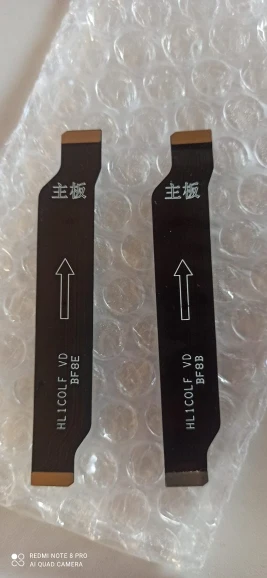 主板
HL1COLF VD
BF8E
主板
HL1COLF VD
BF8B
REDMI NOTE 8 PRO
AI QUAD CAMERA